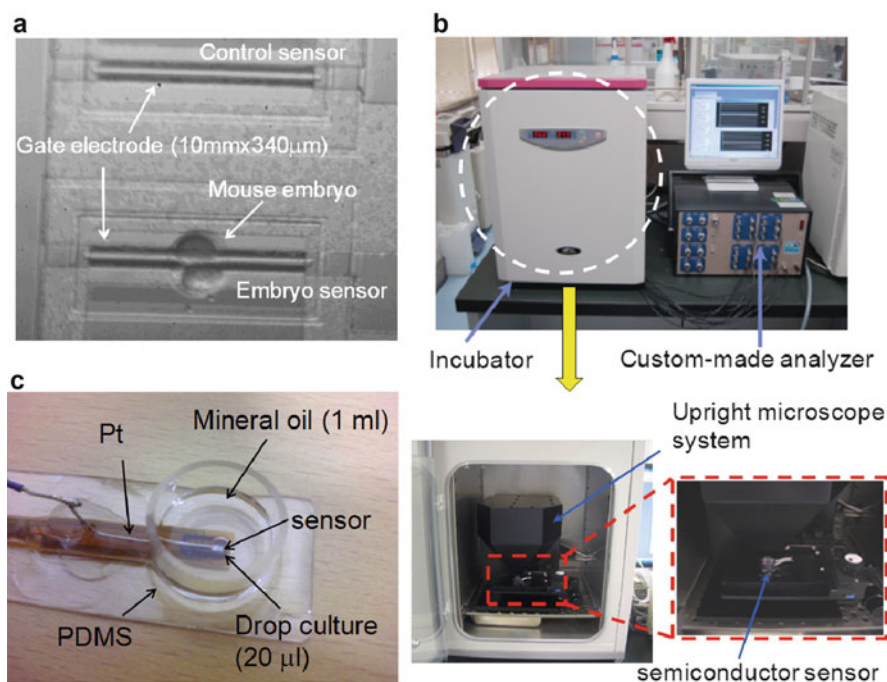 a
Control sensor
Gate electrode (10mmx340µm)
Mouse embryo
Embryo sensor
b
Incubator
Custom-made analyzer
Upright microscope
system
semiconductor sensor
c
Pt
Mineral oil (1 ml)
sensor
PDMS
Drop culture
(20 µl)